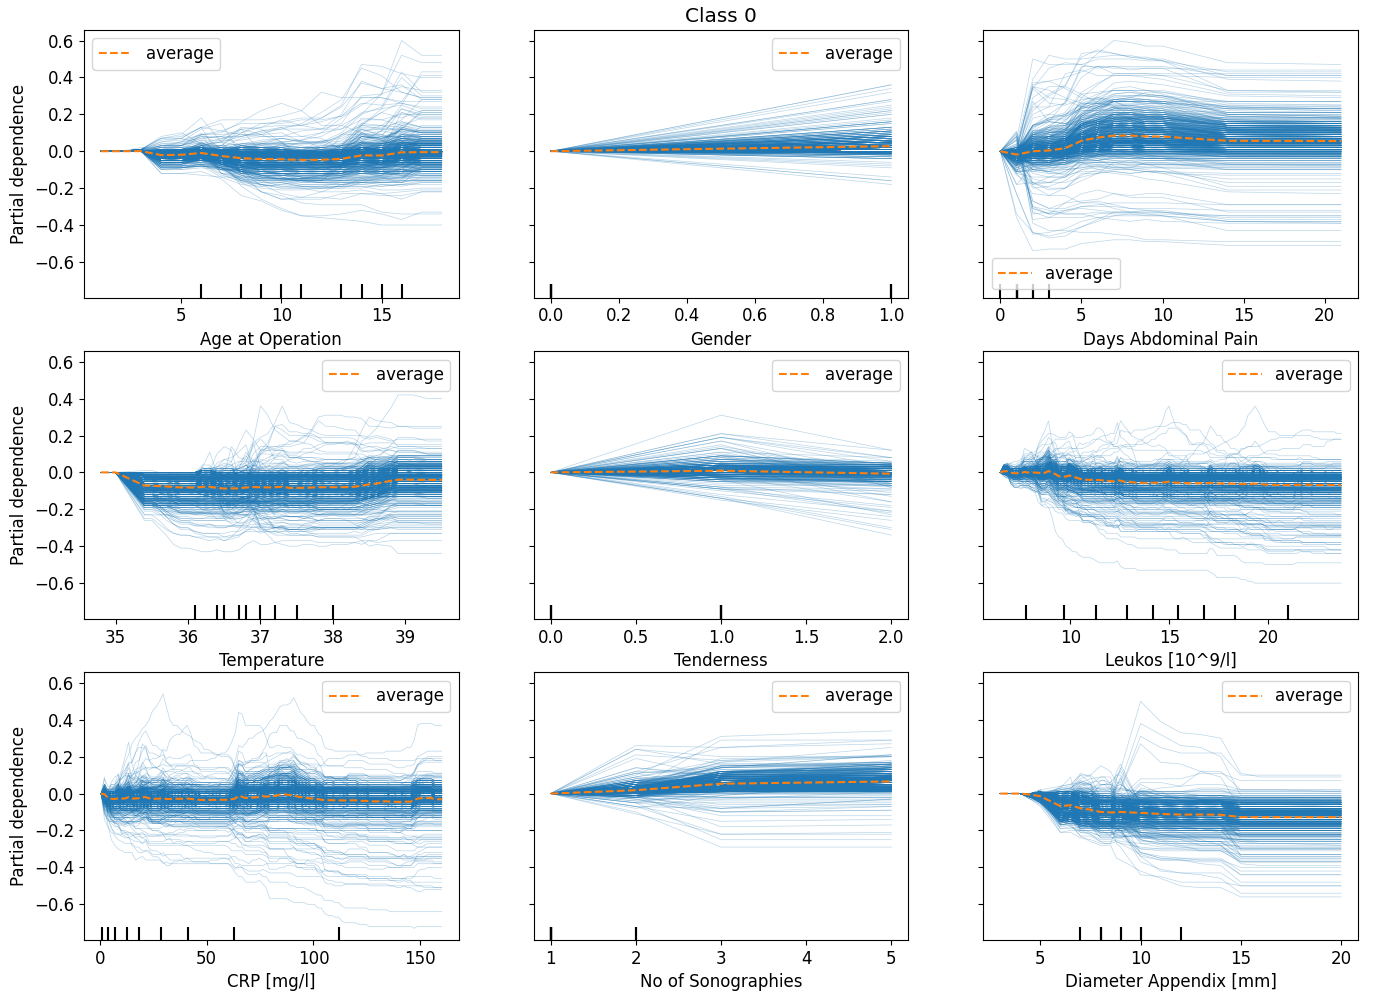 Class 0
0.6
0.4
0.2
0.0
−0.2
−0.4
−0.6
Partial dependence
average
5 10 15
Age at Operation
average
0.0 0.2 0.4 0.6 0.8 1.0
Gender
average
0 5 10 15 20
Days Abdominal Pain
0.6
0.4
0.2
0.0
−0.2
−0.4
−0.6
Partial dependence
average
35 36 37 38 39
Temperature
average
0.0 0.5 1.0 1.5 2.0
Tenderness
average
10 15 20
Leukos [10^9/l]
0.6
0.4
0.2
0.0
−0.2
−0.4
−0.6
Partial dependence
average
0 50 100 150
CRP [mg/l]
average
1 2 3 4 5
No of Sonographies
average
5 10 15 20
Diameter Appendix [mm]